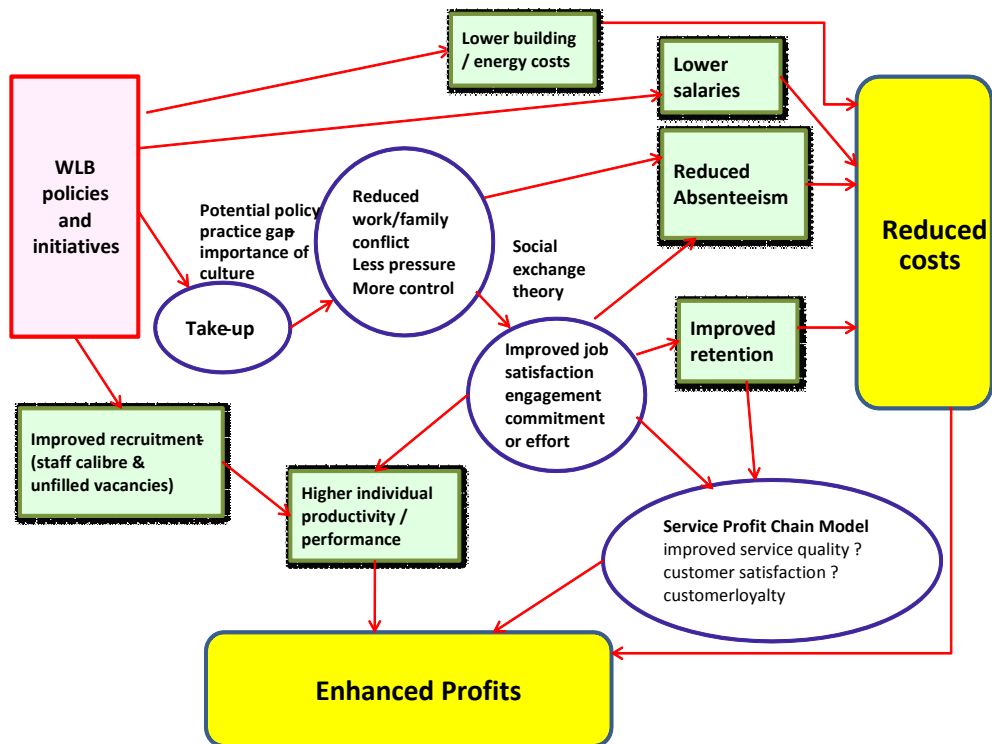 Lower building
/ energy costs
Lower
salaries
WLB
policies
and
initiatives
Potential policy
practice gap-
importance of
culture
Reduced
work/family
conflict
Less pressure
More control
Reduced
Absenteeism
Reduced
costs
Social
exchange
theory
Take-up
Improved job
satisfaction
engagement
commitment
or effort
Improved
retention
Improved recruitment-
(staff calibre &
unfilled vacancies)
Higher individual
productivity /
performance
Service Profit Chain Model
improved service quality ?
customer satisfaction ?
customerloyalty
Enhanced Profits